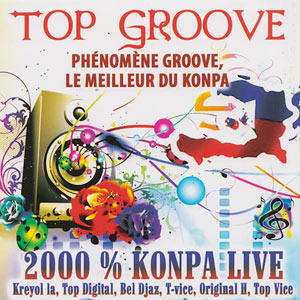 TOP GROOVE
PHÉNOMÈNE GROOVE,
LE MEILLEUR DU KONPA
2000 % KONPA LIVE
Kreyol la, Top Digital, Bel Djaz, T-vice, Original H, Top Vice